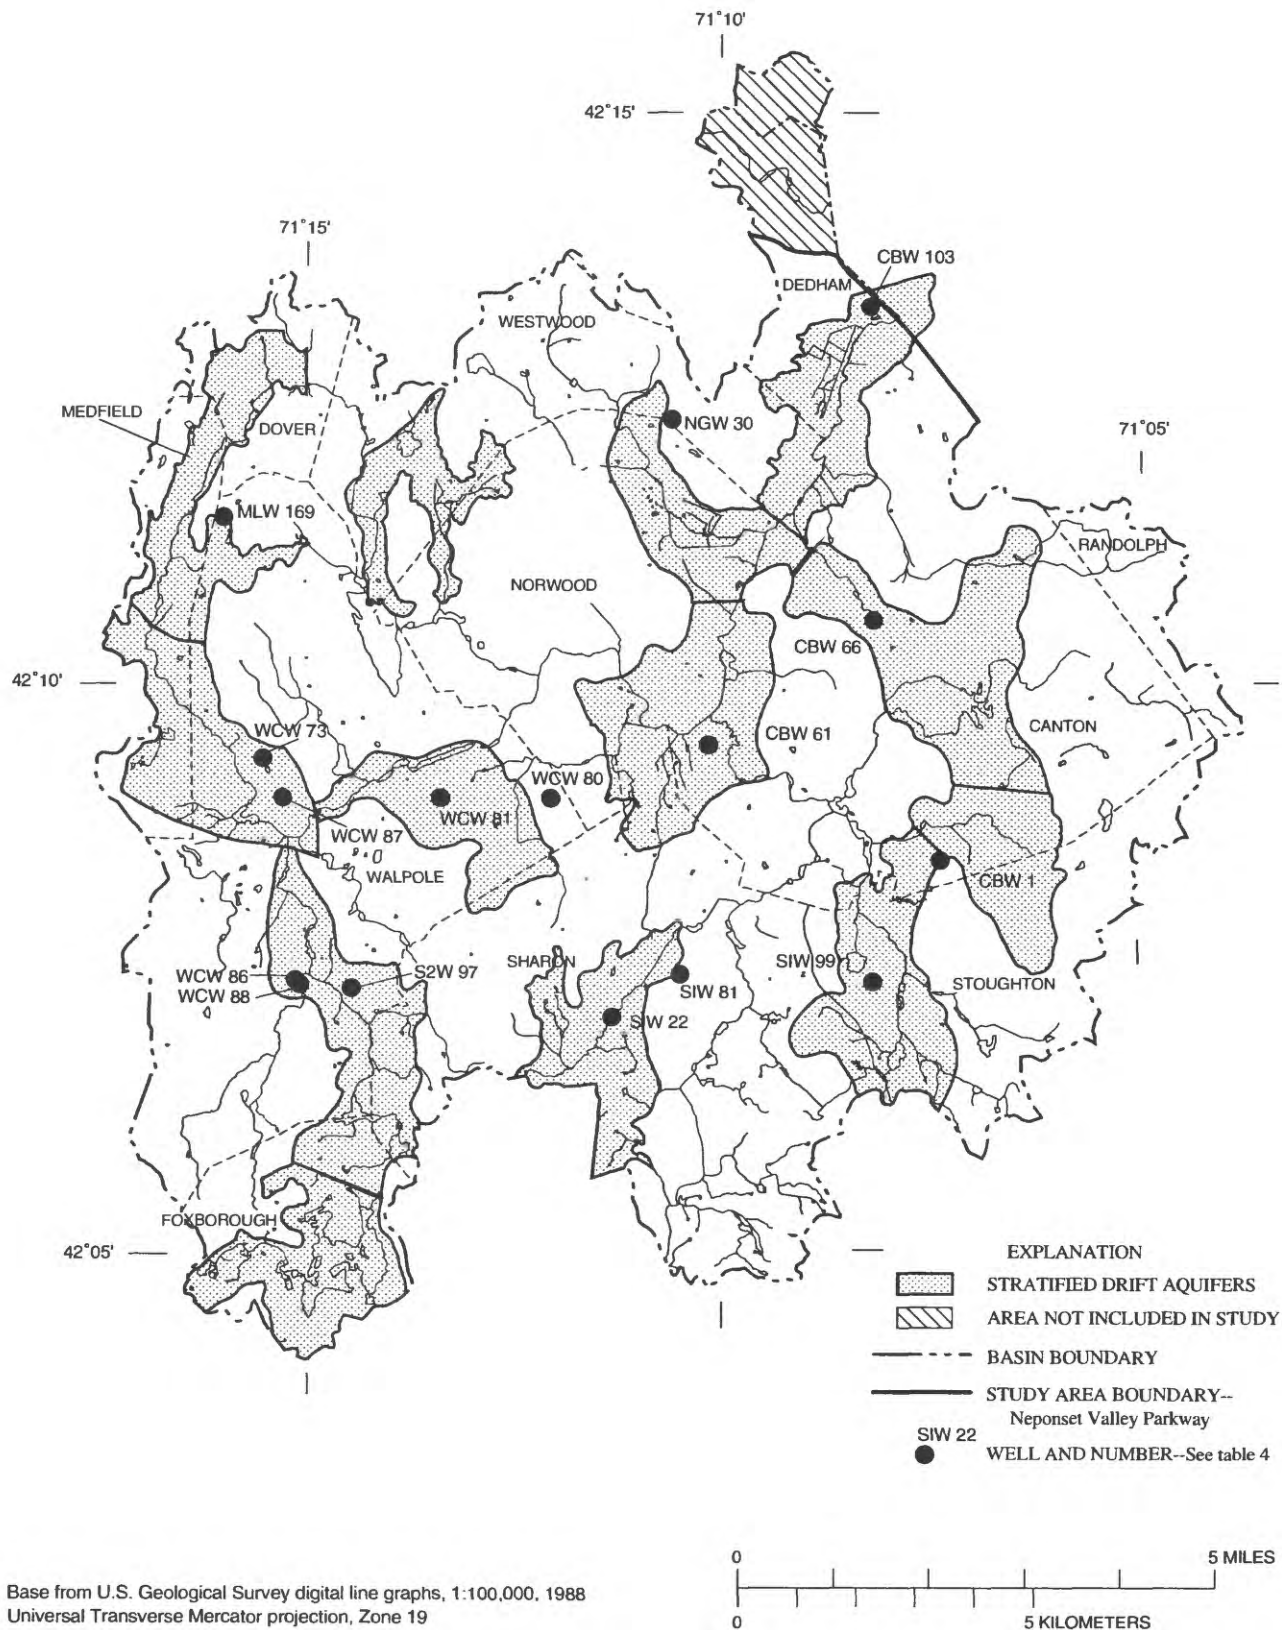 71°10'
42°15'
71°15'
CBW 103
DEDHAM
WESTWOOD
MEDFIELD
DOVER
NGW 30
71°05'
MLW 169
RANDOLPH
NORWOOD
CBW 66
42°10'
WCW 73
CBW 61
CANTON
WCW 80
WCW 87
WCW 81
WALPOLE
CBW 1
WCW 86
S2W 97
SHARON
SIW 99
WCW 88
SIW 81
STOUGHTON
SIW 22
FOXBOROUGH
42°05'
EXPLANATION
STRATIFIED DRIFT AQUIFERS
AREA NOT INCLUDED IN STUDY
BASIN BOUNDARY
STUDY AREA BOUNDARY--
Neponset Valley Parkway
SIW 22
WELL AND NUMBER--See table 4
0 5 MILES
0 5 KILOMETERS
Base from U.S. Geological Survey digital line graphs, 1:100,000, 1988
Universal Transverse Mercator projection, Zone 19